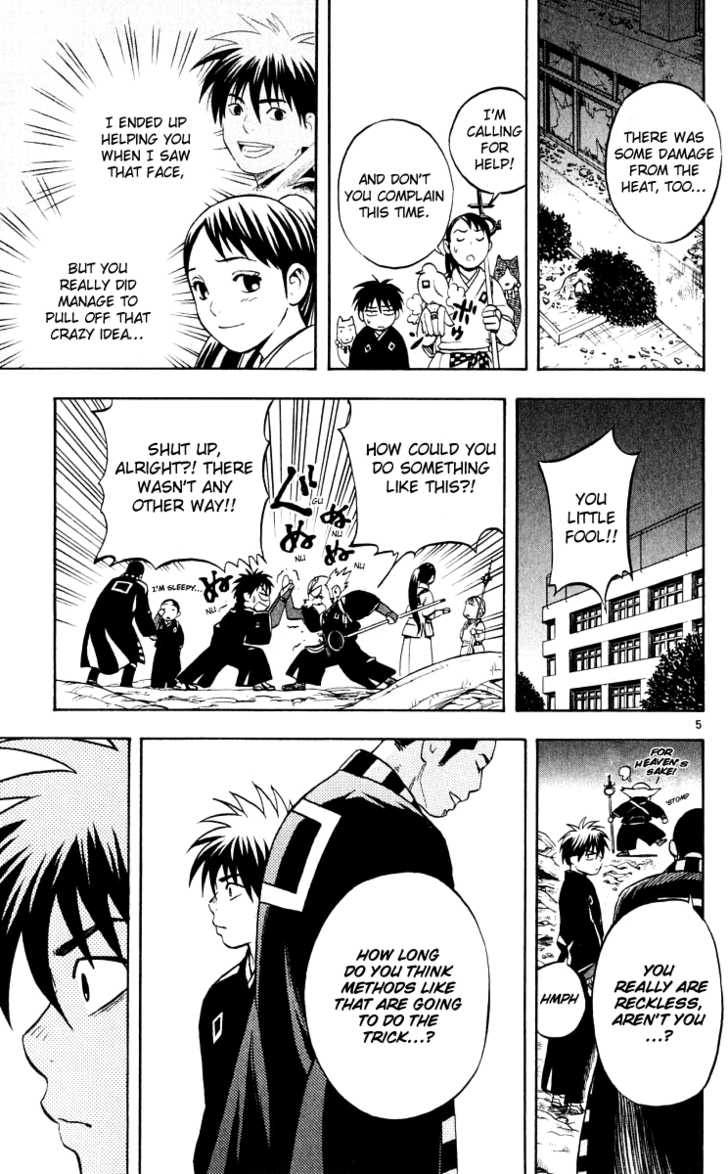 THERE WAS
SOME DAMAGE
FROM THE
HEAT, TOO...
I'M
CALLING
FOR
HELP!
AND DON'T
YOU COMPLAIN
THIS TIME.
I ENDED UP
HELPING YOU
WHEN I SAW
THAT FACE,
BUT YOU
REALLY DID
MANAGE TO
PULL OFF THAT
CRAZY IDEA...
YOU
LITTLE
FOOL!!
HOW COULD YOU
DO SOMETHING
LIKE THIS?!
SHUT UP,
ALRIGHT?! THERE
WASN'T ANY
OTHER WAY!!
ぐ
GU
ぬ
NU
ぬ
NU
ぬ
NU
I'M SLEEPY...
5
FOR
HEAVEN'S
SAKE!
STOMP
YOU
REALLY ARE
RECKLESS,
AREN'T YOU
...?
HMPH
HOW LONG
DO YOU THINK
METHODS LIKE
THAT ARE GOING
TO DO THE
TRICK...?